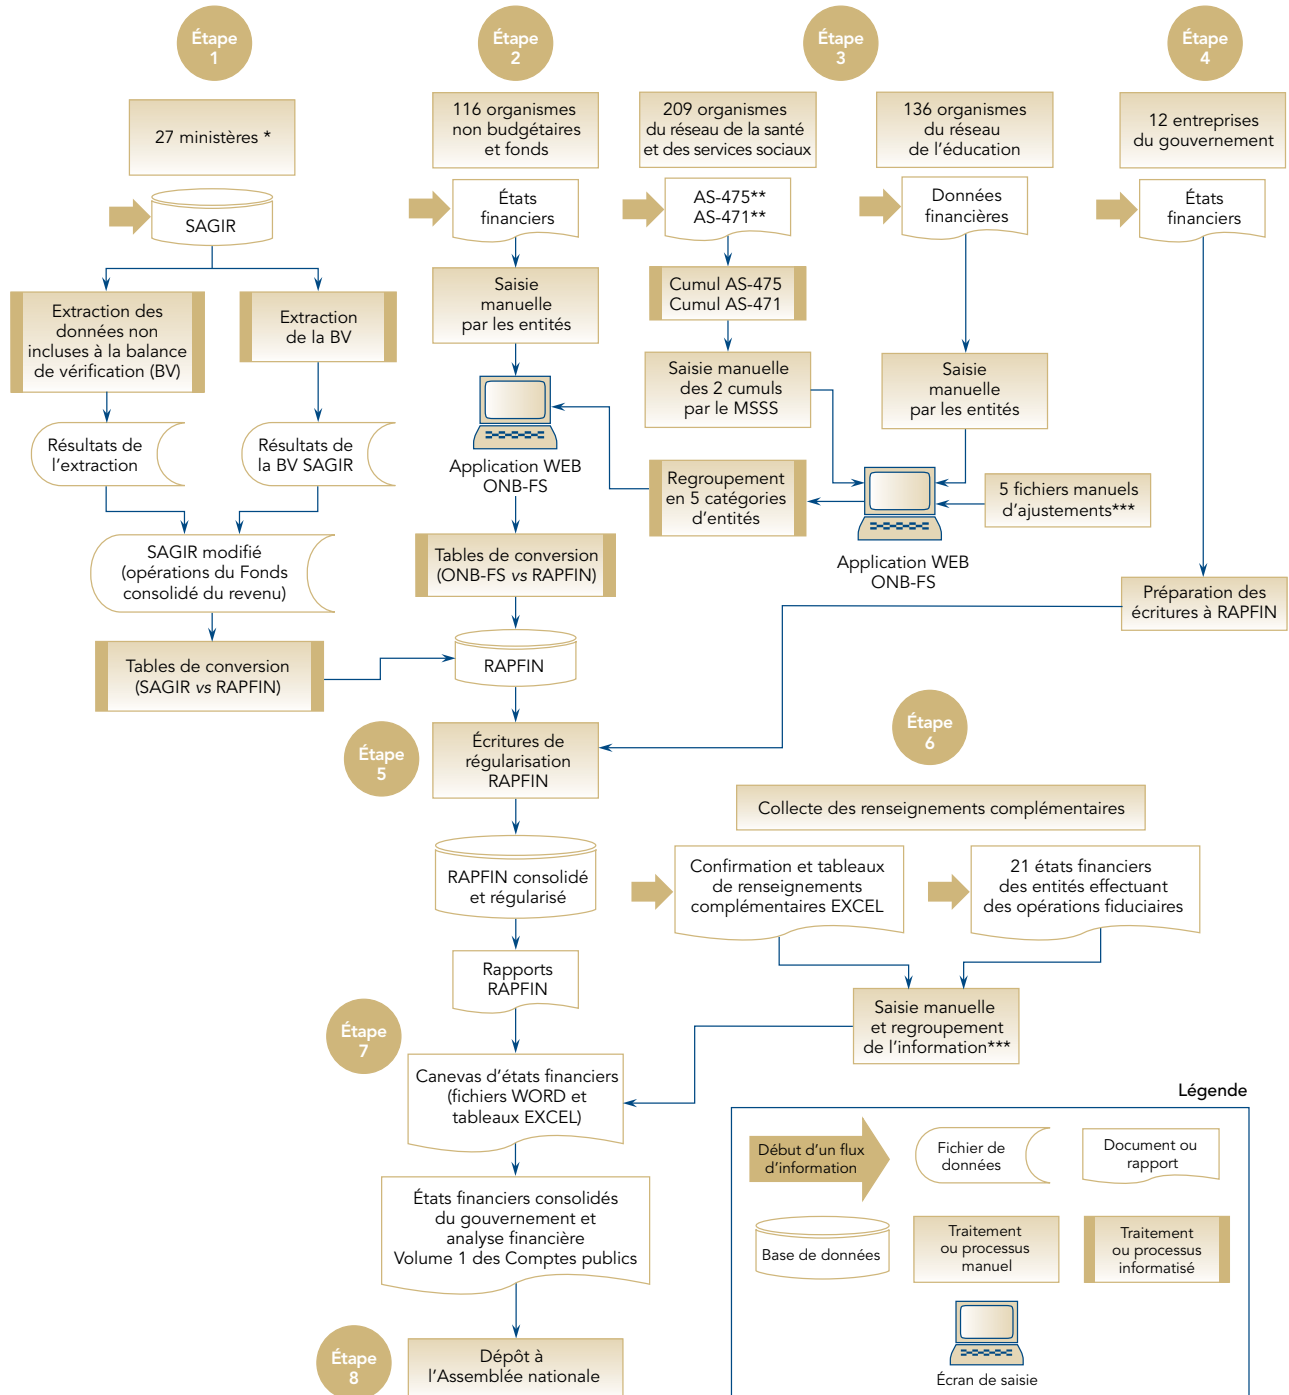 Étape
1
Étape
2
Étape
3
Étape
4
27 ministères *
116 organismes
non budgétaires
et fonds
209 organismes
du réseau de la santé
et des services sociaux
136 organismes
du réseau
de l’éducation
12 entreprises
du gouvernement
SAGIR
États
financiers
AS-475**
AS-471**
Données
financières
États
financiers
Extraction des
données non
incluses à la balance
de vérification (BV)
Extraction
de la BV
Saisie
manuelle
par les entités
Cumul AS-475
Cumul AS-471
Saisie manuelle
des 2 cumuls
par le MSSS
Saisie
manuelle
par les entités
Résultats de
l’extraction
Résultats de
la BV SAGIR
Application WEB
ONB-FS
Regroupement
en 5 catégories
d’entités
5 fichiers manuels
d’ajustements***
Application WEB
ONB-FS
SAGIR modifié
(opérations du Fonds
consolidé du revenu)
Tables de conversion
(ONB-FS vs RAPFIN)
Préparation des
écritures à RAPFIN
Tables de conversion
(SAGIR vs RAPFIN)
RAPFIN
Étape
5
Écritures de
régularisation
RAPFIN
Étape
6
Collecte des renseignements complémentaires
RAPFIN consolidé
et régularisé
Confirmation et tableaux
de renseignements
complémentaires EXCEL
21 états financiers
des entités effectuant
des opérations fiduciaires
Rapports
RAPFIN
Saisie manuelle
et regroupement
de l’information***
Étape
7
Canevas d’états financiers
(fichiers WORD et
tableaux EXCEL)
États financiers consolidés
du gouvernement et
analyse financière
Volume 1 des Comptes publics
Étape
8
Dépôt à
l’Assemblée nationale
Légende
Début d’un flux
d’information
Fichier de
données
Document ou
rapport
Base de données
Traitement
ou processus
manuel
Traitement
ou processus
informatisé
Écran de saisie